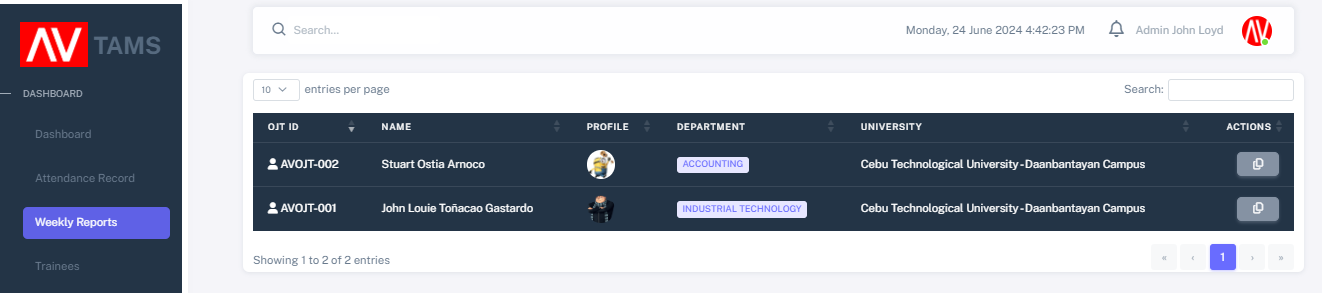 AV TAMS
DASHBOARD
Dashboard
Attendance Record
Weekly Reports
Trainees
Search...
Monday, 24 June 2024 4:42:23 PM
Admin John Loyd
10 entries per page
Search:
OJT ID NAME PROFILE DEPARTMENT UNIVERSITY ACTIONS
AVOJT-002 Stuart Ostia Arnoco ACCOUNTING Cebu Technological University - Daanbantayan Campus
AVOJT-001 John Louie Toñacao Gastardo INDUSTRIAL TECHNOLOGY Cebu Technological University - Daanbantayan Campus
Showing 1 to 2 of 2 entries
« ‹ 1 › »